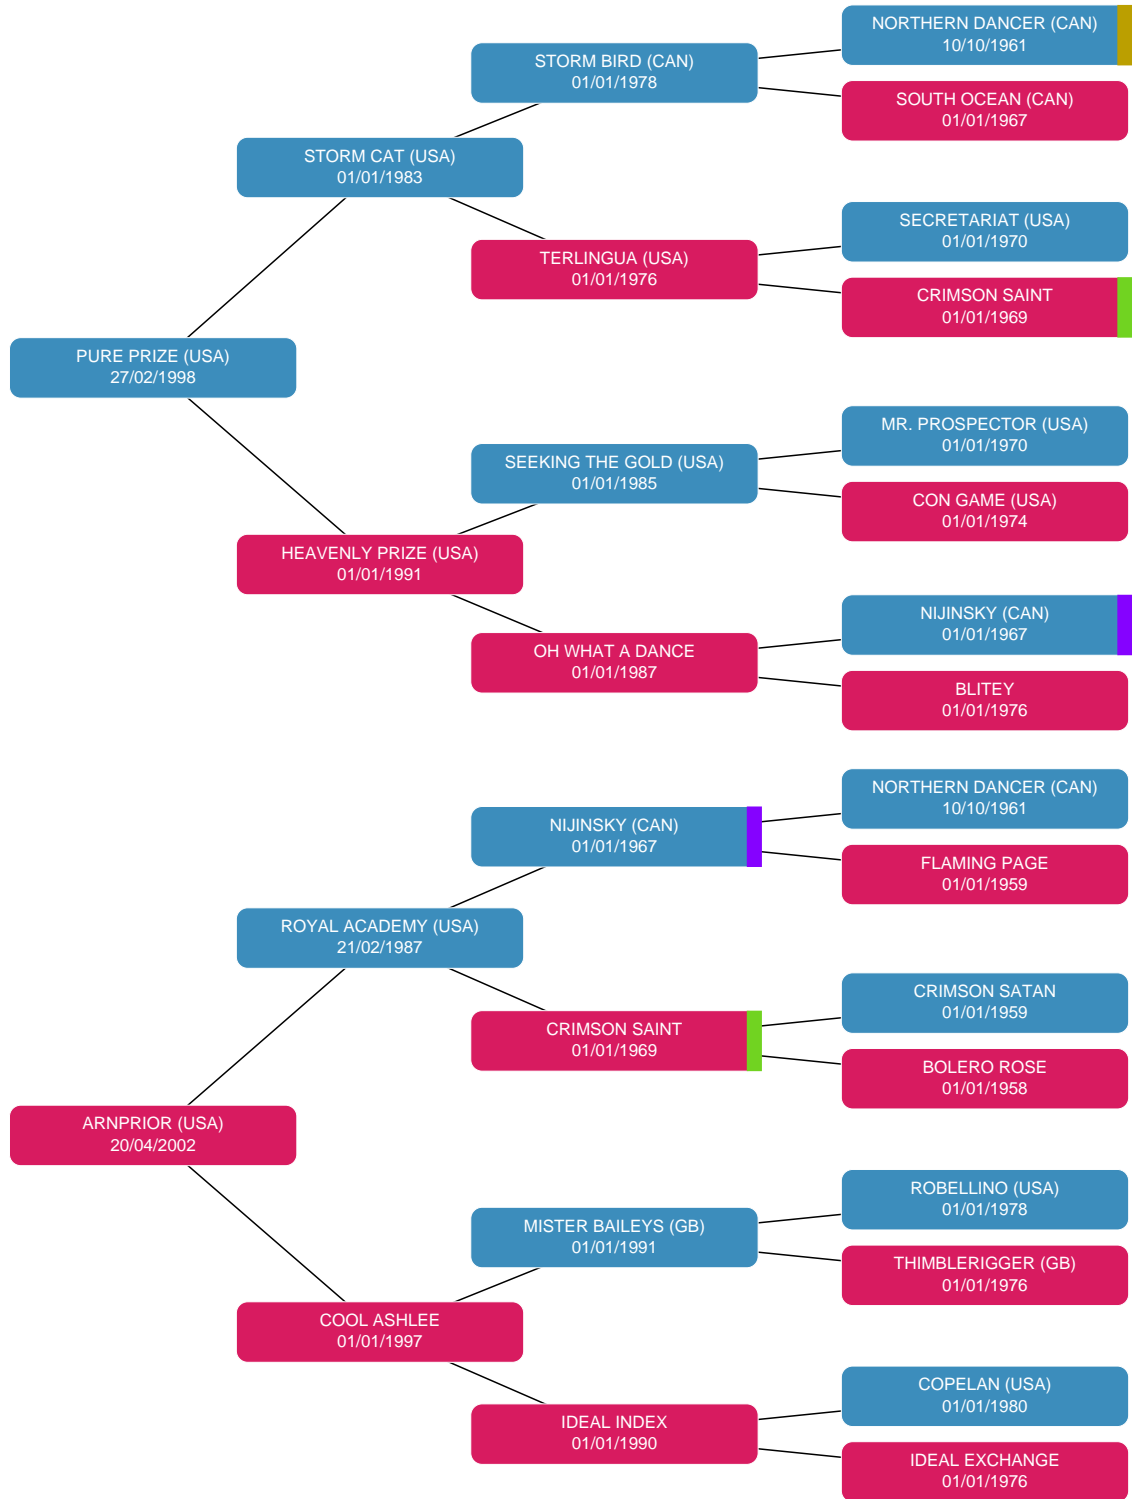 NORTHERN DANCER (CAN)
10/10/1961
STORM BIRD (CAN)
01/01/1978
SOUTH OCEAN (CAN)
01/01/1967
STORM CAT (USA)
01/01/1983
SECRETARIAT (USA)
01/01/1970
TERLINGUA (USA)
01/01/1976
CRIMSON SAINT
01/01/1969
PURE PRIZE (USA)
27/02/1998
MR. PROSPECTOR (USA)
01/01/1970
SEEKING THE GOLD (USA)
01/01/1985
CON GAME (USA)
01/01/1974
HEAVENLY PRIZE (USA)
01/01/1991
NIJINSKY (CAN)
01/01/1967
OH WHAT A DANCE
01/01/1987
BLITEY
01/01/1976
NORTHERN DANCER (CAN)
10/10/1961
NIJINSKY (CAN)
01/01/1967
FLAMING PAGE
01/01/1959
ROYAL ACADEMY (USA)
21/02/1987
CRIMSON SATAN
01/01/1959
CRIMSON SAINT
01/01/1969
BOLERO ROSE
01/01/1958
ARNPRIOR (USA)
20/04/2002
ROBELLINO (USA)
01/01/1978
MISTER BAILEYS (GB)
01/01/1991
THIMBLERIGGER (GB)
01/01/1976
COOL ASHLEE
01/01/1997
COPELAN (USA)
01/01/1980
IDEAL INDEX
01/01/1990
IDEAL EXCHANGE
01/01/1976